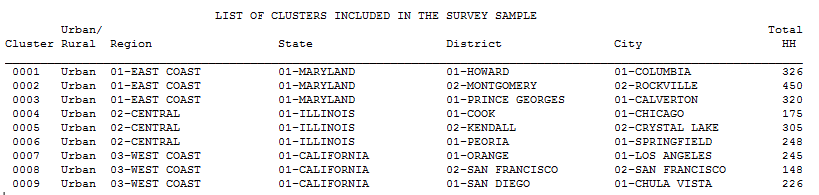 LIST OF CLUSTERS INCLUDED IN THE SURVEY SAMPLE
Urban/ Total
Cluster Rural Region State District City HH
0001 Urban 01-EAST COAST 01-MARYLAND 01-HOWARD 01-COLUMBIA 326
0002 Urban 01-EAST COAST 01-MARYLAND 02-MONTGOMERY 02-ROCKVILLE 450
0003 Urban 01-EAST COAST 01-MARYLAND 01-PRINCE GEORGES 01-CALVERTON 320
0004 Urban 02-CENTRAL 01-ILLINOIS 01-COOK 01-CHICAGO 175
0005 Urban 02-CENTRAL 01-ILLINOIS 02-KENDALL 02-CRYSTAL LAKE 305
0006 Urban 02-CENTRAL 01-ILLINOIS 01-PEORIA 01-SPRINGFIELD 248
0007 Urban 03-WEST COAST 01-CALIFORNIA 01-ORANGE 01-LOS ANGELES 245
0008 Urban 03-WEST COAST 01-CALIFORNIA 02-SAN FRANCISCO 02-SAN FRANCISCO 148
0009 Urban 03-WEST COAST 01-CALIFORNIA 01-SAN DIEGO 01-CHULA VISTA 226